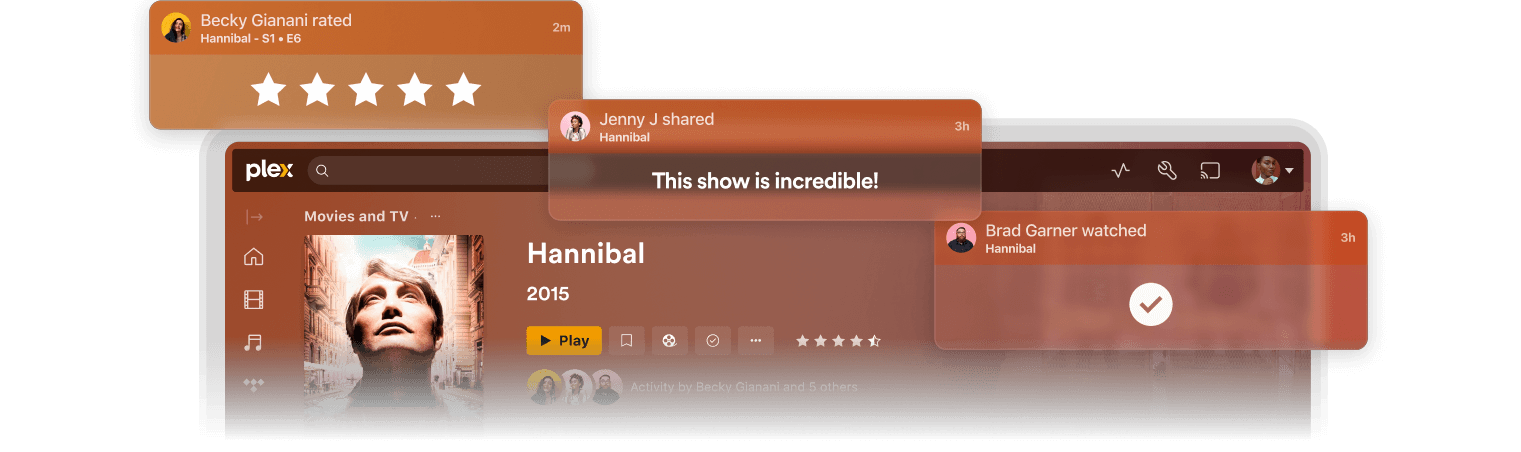 Becky Gianani rated
Hannibal - S1 • E6
2m
Jenny J shared
Hannibal
3h
This show is incredible!
plex
Brad Garner watched
Hannibal
3h
Movies and TV · ···
Hannibal
2015
Play
Activity by Becky Gianani and 5 others